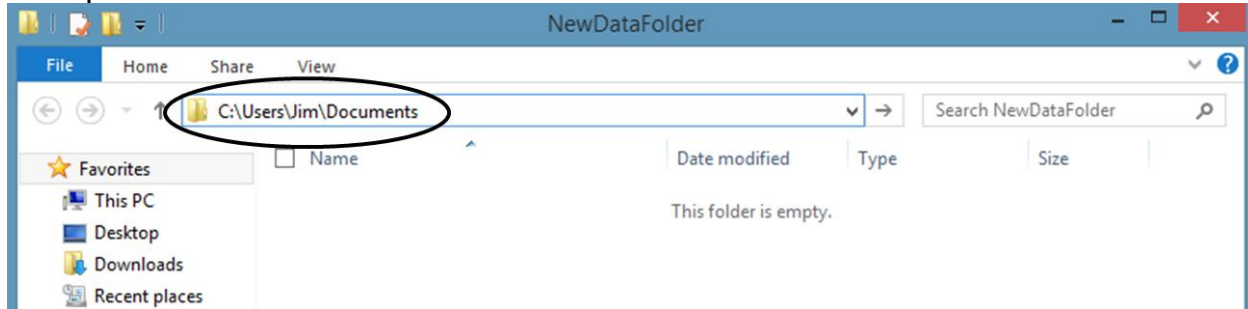 NewDataFolder
File Home Share View
C:\Users\Jim\Documents Search NewDataFolder
Name Date modified Type Size
Favorites
This PC
This folder is empty.
Desktop
Downloads
Recent places